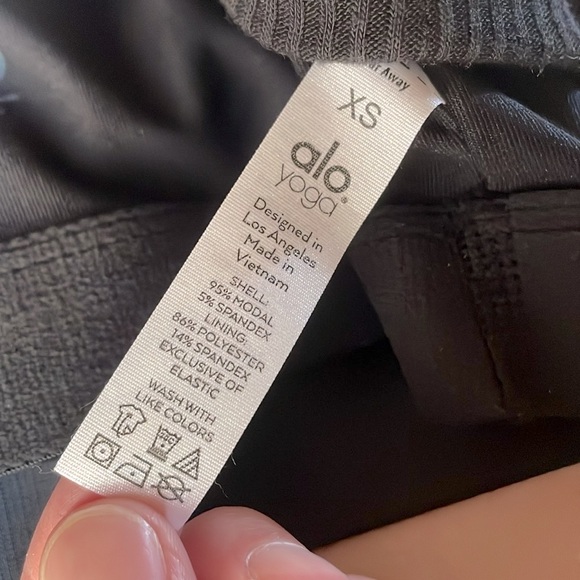 Away
XS
alo
yoga
Designed in
Los Angeles
Made in
Vietnam
SHELL:
95% MODAL
5% SPANDEX
LINING:
86% POLYESTER
14% SPANDEX
EXCLUSIVE OF
ELASTIC
WASH WITH
LIKE COLORS